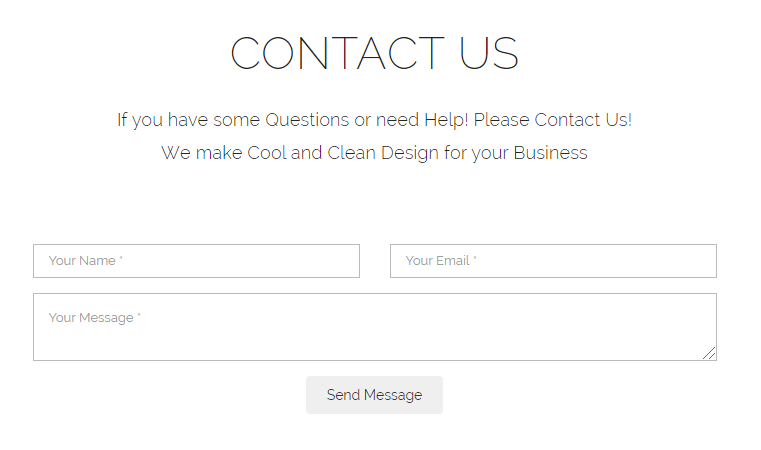 CONTACT US
If you have some Questions or need Help! Please Contact Us!
We make Cool and Clean Design for your Business
Your Name *
Your Email *
Your Message *
Send Message